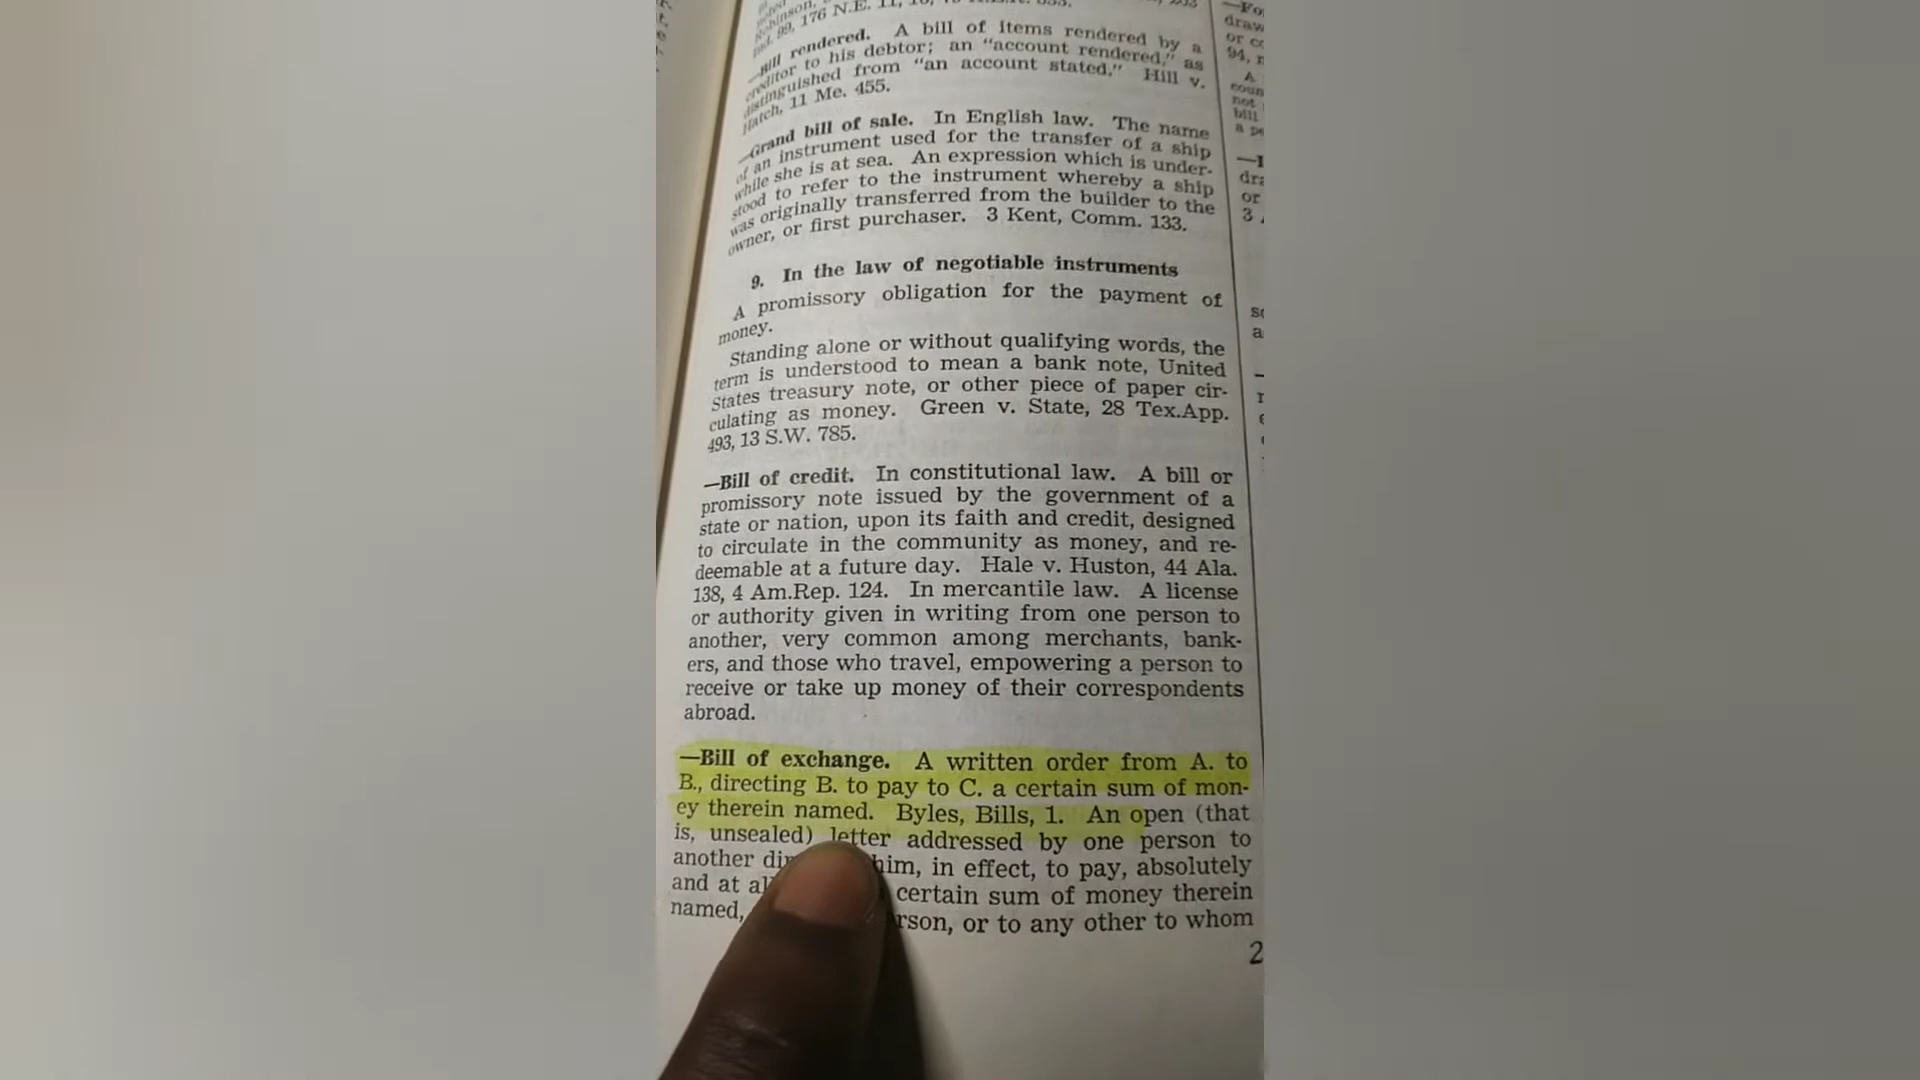 Robinson,
Ind. 99, 176 N.E. 11,
—Bill rendered. A bill of items rendered by a
creditor to his debtor; an “account rendered,” as
distinguished from “an account stated.” Hill v.
Hatch, 11 Me. 455.
—Grand bill of sale. In English law. The name
of an instrument used for the transfer of a ship
while she is at sea. An expression which is under-
stood to refer to the instrument whereby a ship
was originally transferred from the builder to the
owner, or first purchaser. 3 Kent, Comm. 133.
9. In the law of negotiable instruments
A promissory obligation for the payment of
money.
Standing alone or without qualifying words, the
term is understood to mean a bank note, United
States treasury note, or other piece of paper cir-
culating as money. Green v. State, 28 Tex.App.
493, 13 S.W. 785.
—Bill of credit. In constitutional law. A bill or
promissory note issued by the government of a
state or nation, upon its faith and credit, designed
to circulate in the community as money, and re-
deemable at a future day. Hale v. Huston, 44 Ala.
138, 4 Am.Rep. 124. In mercantile law. A license
or authority given in writing from one person to
another, very common among merchants, bank-
ers, and those who travel, empowering a person to
receive or take up money of their correspondents
abroad.
—Bill of exchange. A written order from A. to
B., directing B. to pay to C. a certain sum of mon-
ey therein named. Byles, Bills, 1. An open (that
is, unsealed) letter addressed by one person to
another him, in effect, to pay, absolutely
and at certain sum of money therein
named, or to any other to whom
2